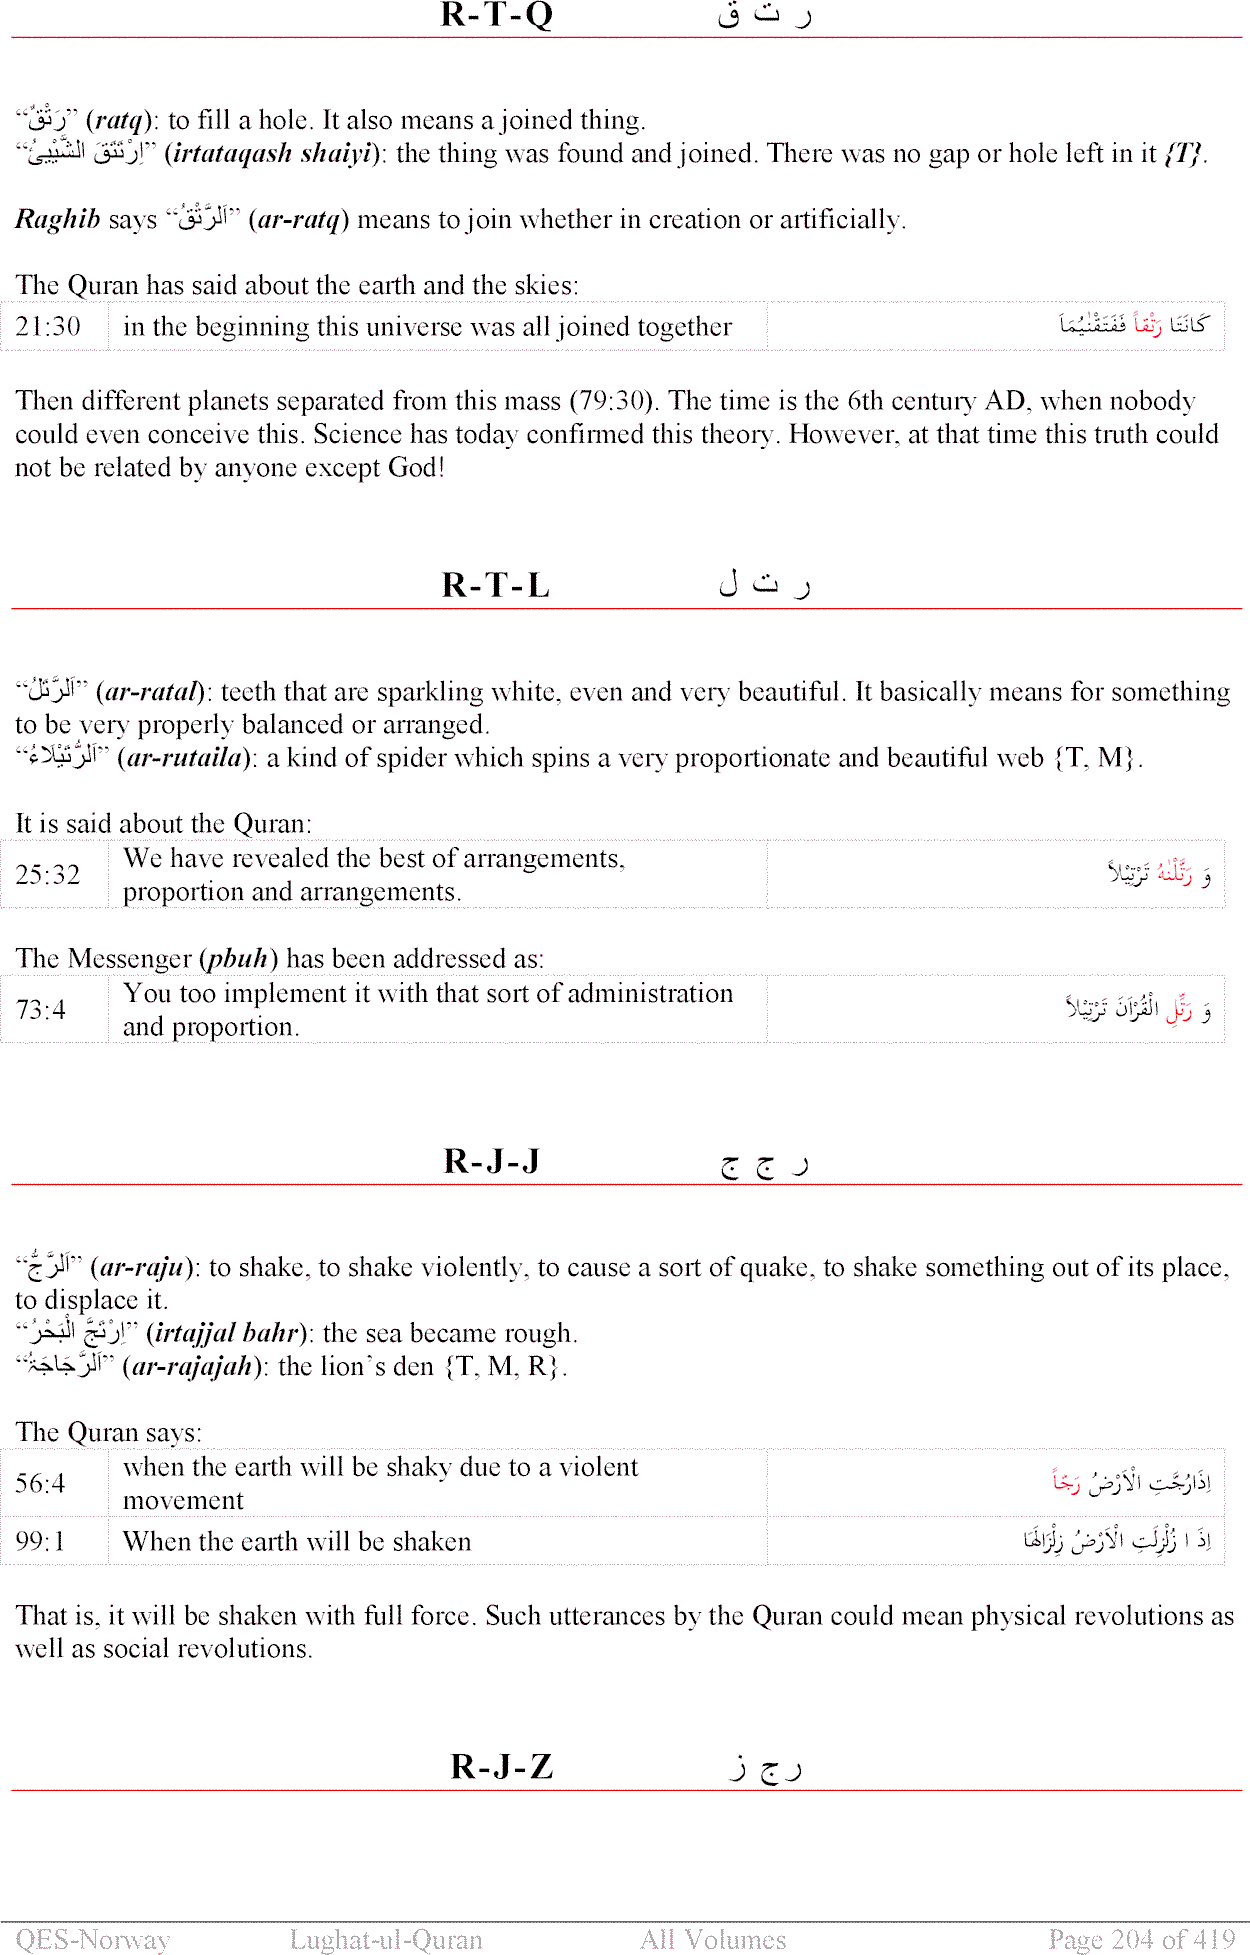 R-T-Q ر ت ق
“رَتْقٌ” (ratq): to fill a hole. It also means a joined thing.
“اِرْتَتَقَ الشَّيْیئُ” (irtataqash shaiyi): the thing was found and joined. There was no gap or hole left in it {T}.
Raghib says “اَلرَّتْقُ” (ar-ratq) means to join whether in creation or artificially.
The Quran has said about the earth and the skies:
21:30 in the beginning this universe was all joined together كَانَتَا رَتْقاً فَفَتَقْنٰہُمَا
Then different planets separated from this mass (79:30). The time is the 6th century AD, when nobody
could even conceive this. Science has today confirmed this theory. However, at that time this truth could
not be related by anyone except God!
R-T-L ر ت ل
“اَلرَّتَلُ” (ar-ratal): teeth that are sparkling white, even and very beautiful. It basically means for something
to be very properly balanced or arranged.
“اَلرُّتَيْلَاءُ” (ar-rutaila): a kind of spider which spins a very proportionate and beautiful web {T, M}.
It is said about the Quran:
25:32 We have revealed the best of arrangements, وَ رَتَّلْنٰهُ تَرْتِيْلاً
proportion and arrangements.
The Messenger (pbuh) has been addressed as:
73:4 You too implement it with that sort of administration وَ رَتِّلِ الْقُرْاٰنَ تَرْتِيْلاً
and proportion.
R-J-J ر ج ج
“اَلرَّجُّ” (ar-raju): to shake, to shake violently, to cause a sort of quake, to shake something out of its place,
to displace it.
“اِرْتَجَّ الْبَحْرُ” (irtajjal bahr): the sea became rough.
“اَلرَّجَاجَۃُ” (ar-rajajah): the lion’s den {T, M, R}.
The Quran says:
56:4 when the earth will be shaky due to a violent اِذَارُجَّتِ الْاَرْضُ رَجّاً
movement
99:1 When the earth will be shaken اِذَ ا زُلْزِلَتِ الْاَرْضُ زِلْزَالَهَا
That is, it will be shaken with full force. Such utterances by the Quran could mean physical revolutions as
well as social revolutions.
R-J-Z ر ج ز
QES-Norway Lughat-ul-Quran All Volumes Page 204 of 419